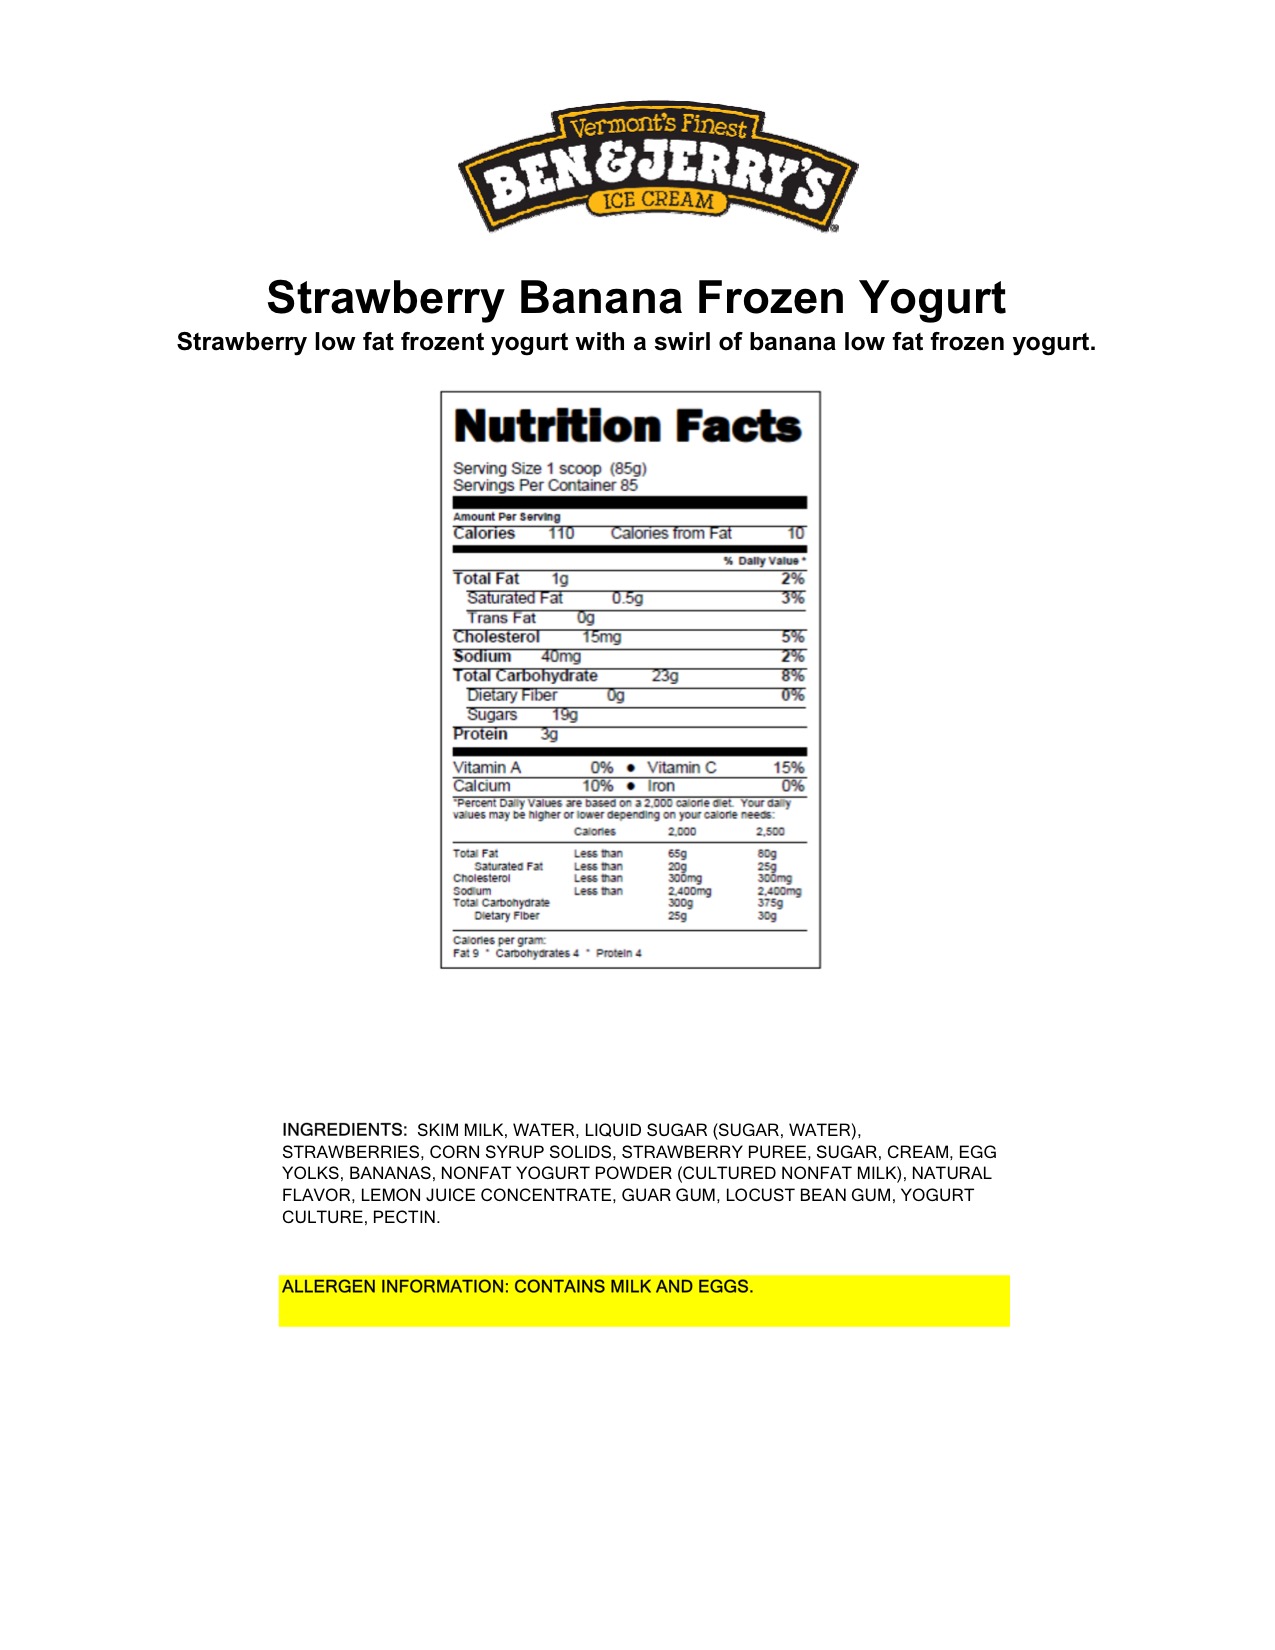 Vermont's Finest
BEN & JERRY'S
ICE CREAM
®
Strawberry Banana Frozen Yogurt
Strawberry low fat frozent yogurt with a swirl of banana low fat frozen yogurt.
Nutrition Facts
Serving Size 1 scoop (85g)
Servings Per Container 85
Amount Per Serving
Calories 110 Calories from Fat 10
% Daily Value *
Total Fat 1g 2%
Saturated Fat 0.5g 3%
Trans Fat 0g
Cholesterol 15mg 5%
Sodium 40mg 2%
Total Carbohydrate 23g 8%
Dietary Fiber 0g 0%
Sugars 19g
Protein 3g
Vitamin A 0% ● Vitamin C 15%
Calcium 10% ● Iron 0%
*Percent Daily Values are based on a 2,000 calorie diet. Your daily
values may be higher or lower depending on your calorie needs:
Calories 2,000 2,500
Total Fat Less than 65g 80g
Saturated Fat Less than 20g 25g
Cholesterol Less than 300mg 300mg
Sodium Less than 2,400mg 2,400mg
Total Carbohydrate 300g 375g
Dietary Fiber 25g 30g
Calories per gram:
Fat 9 * Carbohydrates 4 * Protein 4
INGREDIENTS: SKIM MILK, WATER, LIQUID SUGAR (SUGAR, WATER),
STRAWBERRIES, CORN SYRUP SOLIDS, STRAWBERRY PUREE, SUGAR, CREAM, EGG
YOLKS, BANANAS, NONFAT YOGURT POWDER (CULTURED NONFAT MILK), NATURAL
FLAVOR, LEMON JUICE CONCENTRATE, GUAR GUM, LOCUST BEAN GUM, YOGURT
CULTURE, PECTIN.
ALLERGEN INFORMATION: CONTAINS MILK AND EGGS.